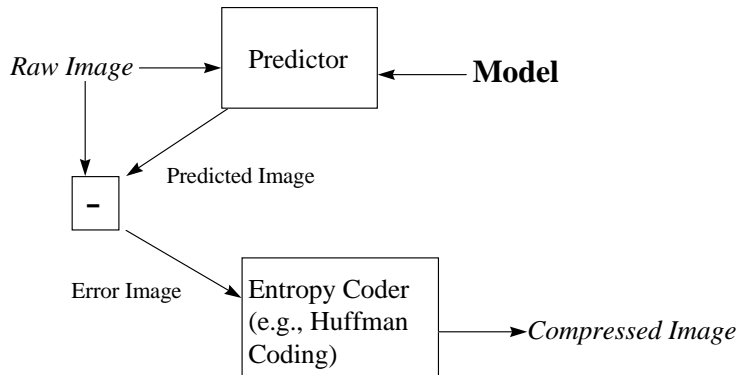 Raw Image
Predictor
Model
Predicted Image
-
Error Image
Entropy Coder
(e.g., Huffman
Coding)
Compressed Image